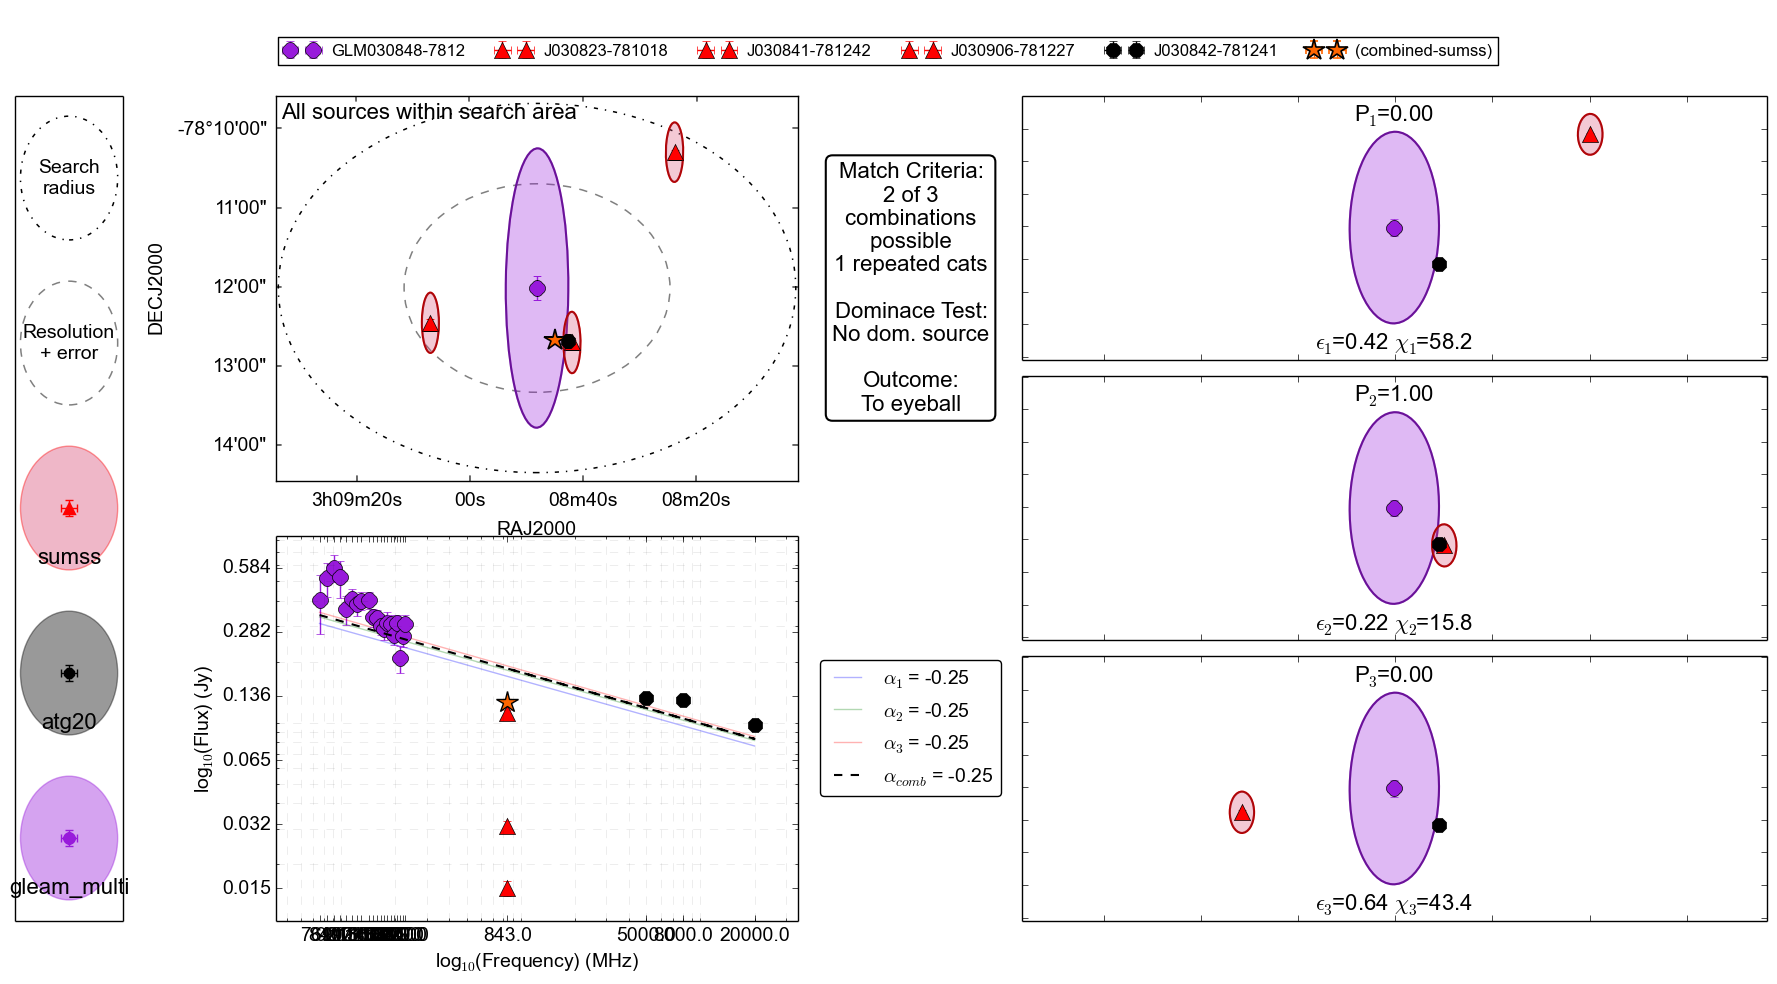 GLM030848-7812 J030823-781018 J030841-781242 J030906-781227 J030842-781241 (combined-sumss)
Search
radius
Resolution
+ error
sumss
atg20
gleam_multi
All sources within search area
DECJ2000
-78°10'00"
11'00"
12'00"
13'00"
14'00"
3h09m20s 00s 08m40s 08m20s
RAJ2000
Match Criteria:
2 of 3
combinations
possible
1 repeated cats
Dominace Test:
No dom. source
Outcome:
To eyeball
log10(Flux) (Jy)
0.584
0.282
0.136
0.065
0.032
0.015
843.0 5000.0 8000.0 20000.0
log10(Frequency) (MHz)
α1 = -0.25
α2 = -0.25
α3 = -0.25
αcomb = -0.25
P1=0.00
ϵ1=0.42 χ1=58.2
P2=1.00
ϵ2=0.22 χ2=15.8
P3=0.00
ϵ3=0.64 χ3=43.4